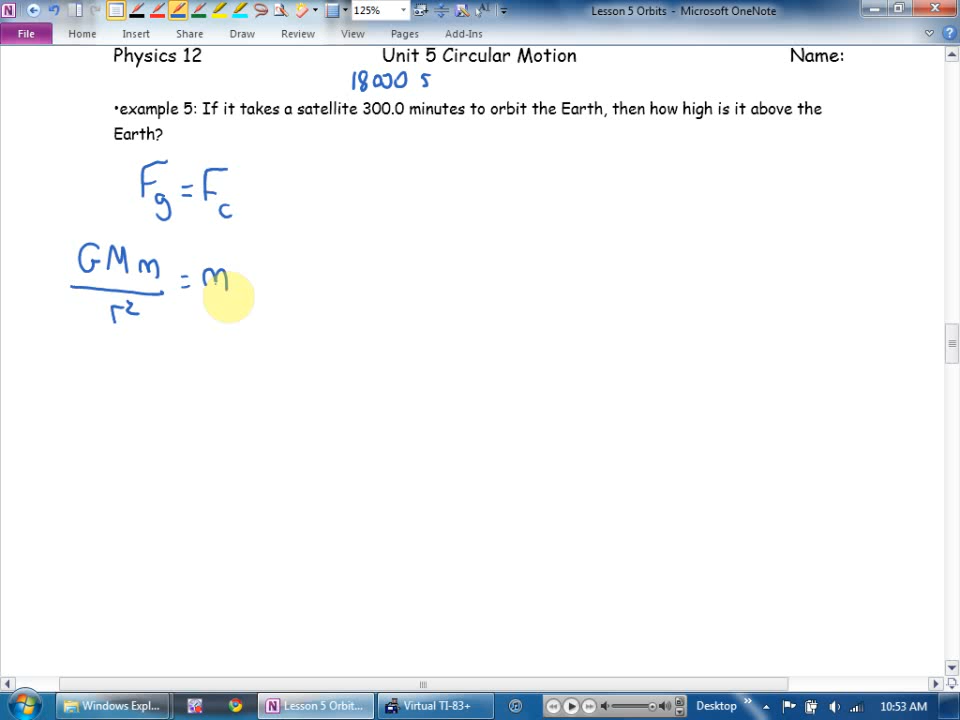 125%
Lesson 5 Orbits - Microsoft OneNote
File Home Insert Share Draw Review View Pages Add-Ins
Physics 12 Unit 5 Circular Motion Name:
18000 s
•example 5: If it takes a satellite 300.0 minutes to orbit the Earth, then how high is it above the
Earth?
Fg = Fc
GMm = m
r²
Windows Expl... Lesson 5 Orbit... Virtual TI-83+ Desktop 10:53 AM